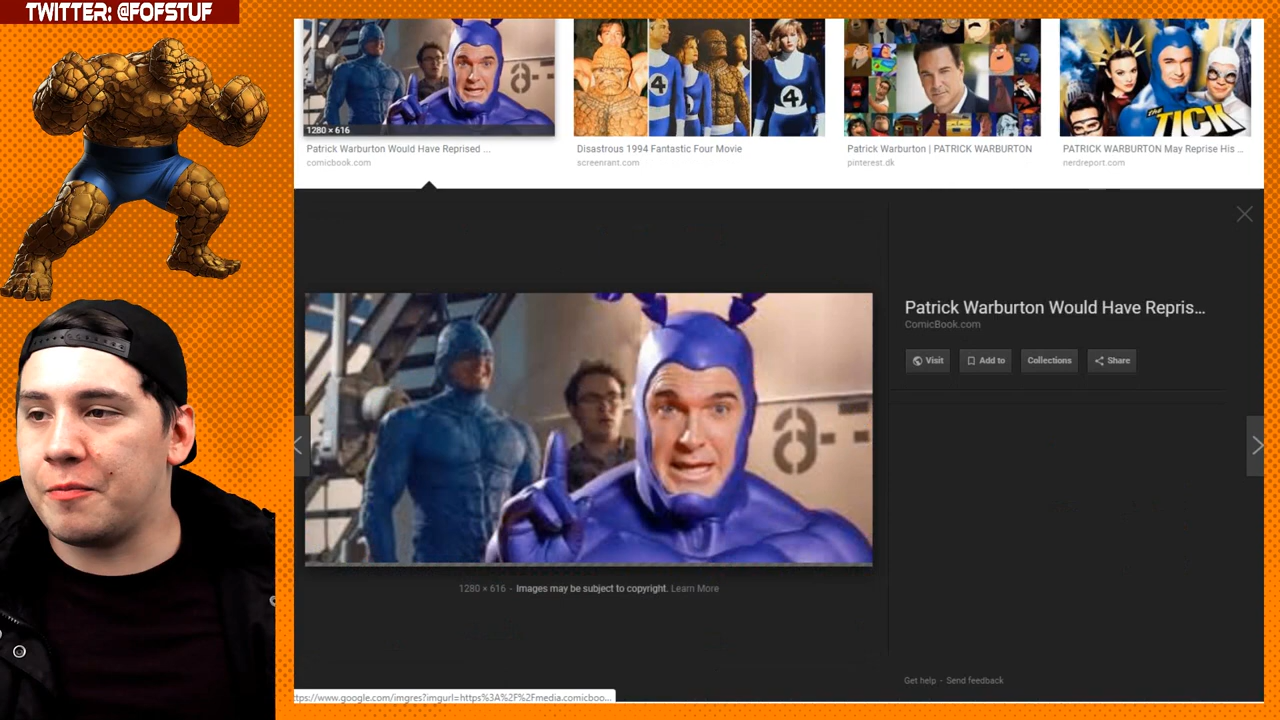 TWITTER: @FOFSTUF
1280 × 616
4
4
THE TICK
Patrick Warburton Would Have Reprised ...
comicbook.com
Disastrous 1994 Fantastic Four Movie
screenrant.com
Patrick Warburton | PATRICK WARBURTON
pinterest.dk
PATRICK WARBURTON May Reprise His ...
nerdreport.com
Patrick Warburton Would Have Repris...
ComicBook.com
Visit
Add to
Collections
Share
1280 × 616 - Images may be subject to copyright. Learn More
Get help - Send feedback
tps://www.google.com/imgres?imgurl=https%3A%2F%2Fmedia.comicboo...